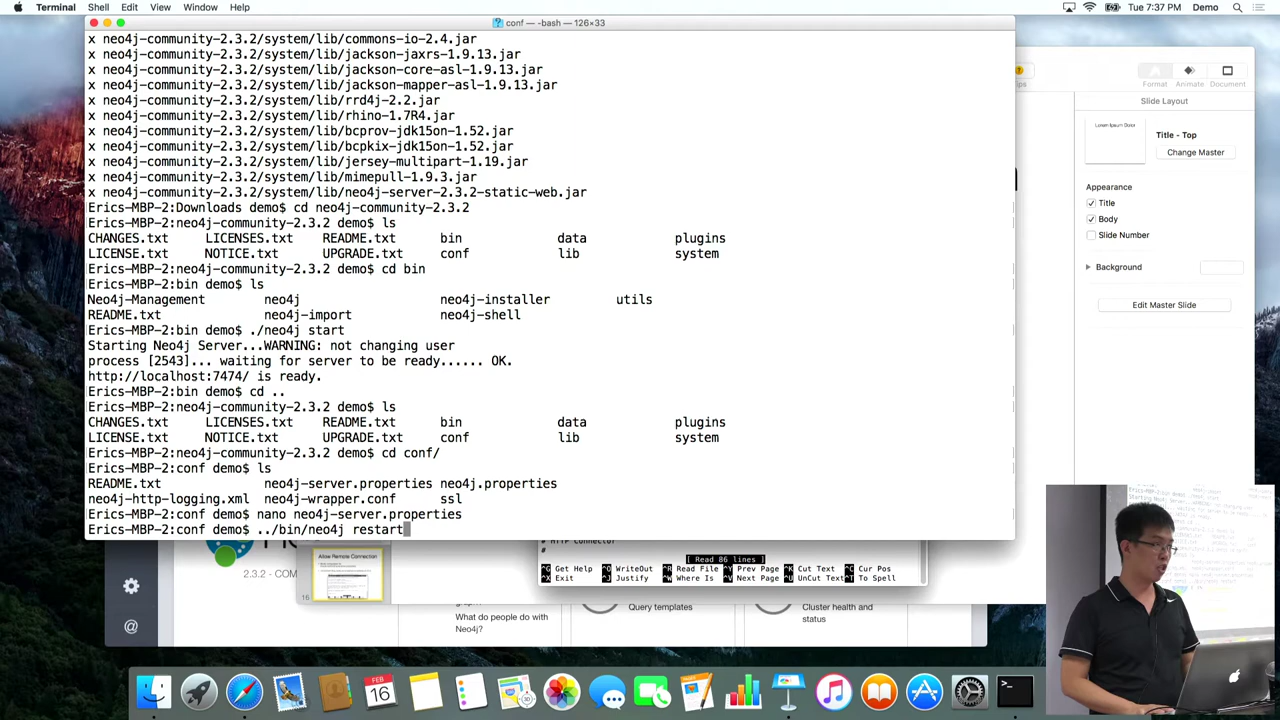 Terminal Shell Edit View Window Help
Tue 7:37 PM Demo
conf — -bash — 126×33
x neo4j-community-2.3.2/system/lib/commons-io-2.4.jar
x neo4j-community-2.3.2/system/lib/jackson-jaxrs-1.9.13.jar
x neo4j-community-2.3.2/system/lib/jackson-core-asl-1.9.13.jar
x neo4j-community-2.3.2/system/lib/jackson-mapper-asl-1.9.13.jar
x neo4j-community-2.3.2/system/lib/rrd4j-2.2.jar
x neo4j-community-2.3.2/system/lib/rhino-1.7R4.jar
x neo4j-community-2.3.2/system/lib/bcprov-jdk15on-1.52.jar
x neo4j-community-2.3.2/system/lib/bcpkix-jdk15on-1.52.jar
x neo4j-community-2.3.2/system/lib/jersey-multipart-1.19.jar
x neo4j-community-2.3.2/system/lib/mimepull-1.9.3.jar
x neo4j-community-2.3.2/system/lib/neo4j-server-2.3.2-static-web.jar
Erics-MBP-2:Downloads demo$ cd neo4j-community-2.3.2
Erics-MBP-2:neo4j-community-2.3.2 demo$ ls
CHANGES.txt LICENSES.txt README.txt bin data plugins
LICENSE.txt NOTICE.txt UPGRADE.txt conf lib system
Erics-MBP-2:neo4j-community-2.3.2 demo$ cd bin
Erics-MBP-2:bin demo$ ls
Neo4j-Management neo4j neo4j-installer utils
README.txt neo4j-import neo4j-shell
Erics-MBP-2:bin demo$ ./neo4j start
Starting Neo4j Server...WARNING: not changing user
process [2543]... waiting for server to be ready...... OK.
http://localhost:7474/ is ready.
Erics-MBP-2:bin demo$ cd ..
Erics-MBP-2:neo4j-community-2.3.2 demo$ ls
CHANGES.txt LICENSES.txt README.txt bin data plugins
LICENSE.txt NOTICE.txt UPGRADE.txt conf lib system
Erics-MBP-2:neo4j-community-2.3.2 demo$ cd conf/
Erics-MBP-2:conf demo$ ls
README.txt neo4j-server.properties neo4j.properties
neo4j-http-logging.xml neo4j-wrapper.conf ssl
Erics-MBP-2:conf demo$ nano neo4j-server.properties
Erics-MBP-2:conf demo$ ../bin/neo4j restart
Format Animate Document
Slide Layout
Title - Top
Change Master
Appearance
Title
Body
Slide Number
Background
Edit Master Slide
# HTTP Connector
#
[ Read 86 lines ]
^G Get Help ^O WriteOut ^R Read File ^Y Prev Page ^K Cut Text ^C Cur Pos
^X Exit ^J Justify ^W Where Is ^V Next Page ^U UnCut Text ^T To Spell
2.3.2 - COM
16
Allow Remote Connection
What do people do with
Neo4j?
Query templates
Cluster health and
status
FEB
16